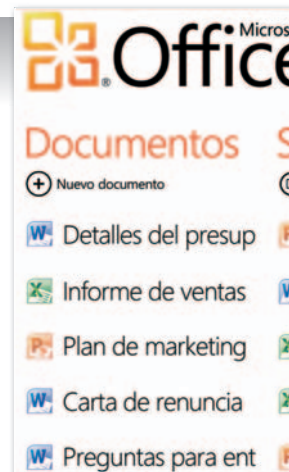 Micros
Office
Documentos S
Nuevo documento
Detalles del presup
Informe de ventas
Plan de marketing
Carta de renuncia
Preguntas para ent